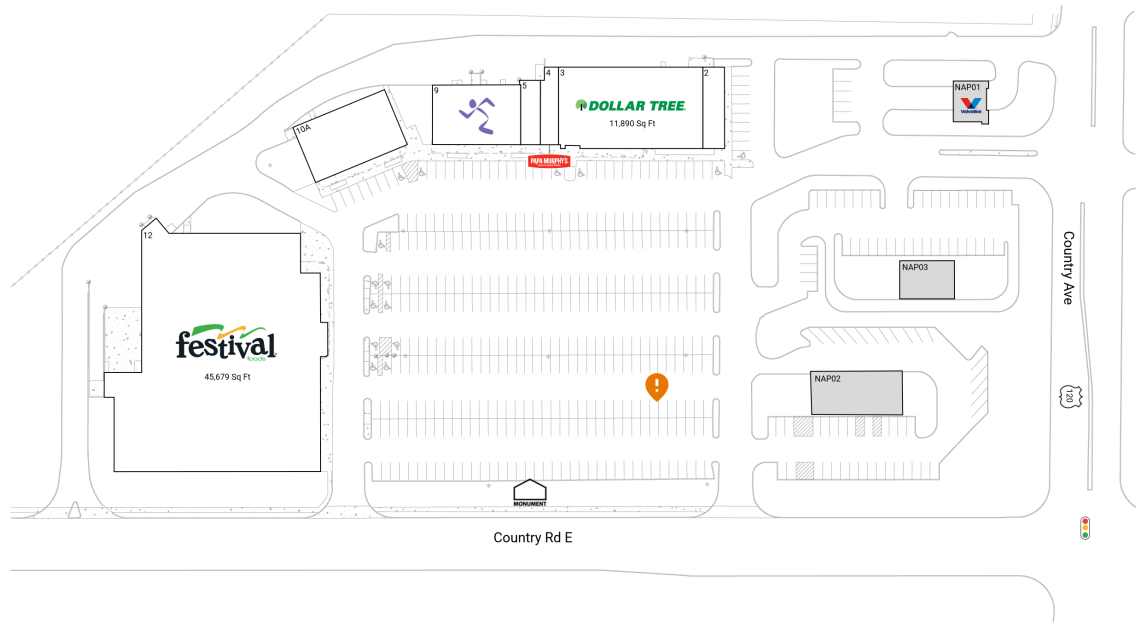 4
3
2
5
9
NAP01
Valvoline
DOLLAR TREE
11,890 Sq Ft
10A
PAPA MURPHY'S
12
Country Ave
NAP03
festival
foods
45,679 Sq Ft
NAP02
120
MONUMENT
Country Rd E